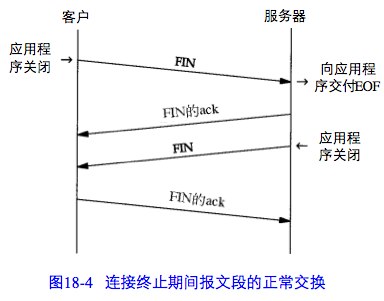 客户
服务器
应用程
序关闭
FIN
向应用程
序交付EOF
FIN的ack
FIN
应用程
序关闭
FIN的ack
图18-4 连接终止期间报文段的正常交换